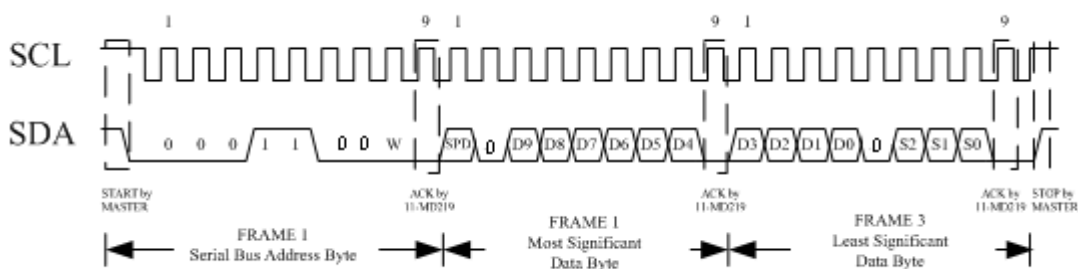 1 9 1 9 1 9
SCL
SDA
0 0 0 1 1 0 0 W SPD 0 D9 D8 D7 D6 D5 D4 D3 D2 D1 D0 0 S2 S1 S0
START by
MASTER
ACK by
11-MD219
ACK by
11-MD219
ACK by
11-MD219
STOP by
MASTER
FRAME 1
Serial Bus Address Byte
FRAME 1
Most Significant
Data Byte
FRAME 3
Least Significant
Data Byte